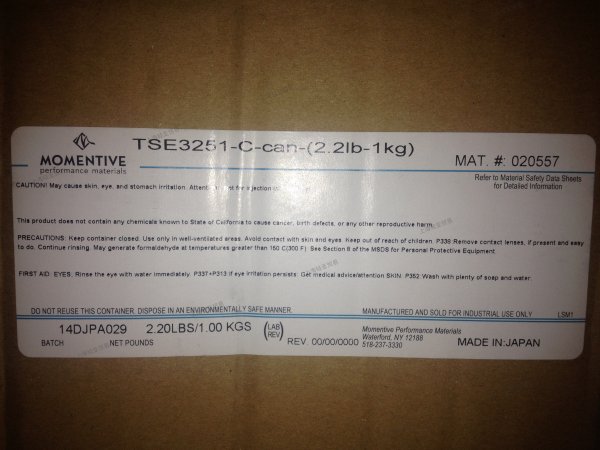 MOMENTIVE
performance materials
TSE3251-C-can-(2.2lb-1kg)
MAT. #: 020557
Refer to Material Safety Data Sheets
for Detailed Information
CAUTION! May cause skin, eye, and stomach irritation. for injection
This product does not contain any chemicals known to State of California to cause cancer, birth defects, or any other reproductive harm.
PRECAUTIONS: Keep container closed. Use only in well-ventilated areas. Avoid contact with skin and eyes. Keep out of reach of children. P338:Remove contact lenses, if present and easy
to do. Continue rinsing. May generate formaldehyde at temperatures greater than 150 C(300 F). See Section 8 of the MSDS for Personal Protective Equipment.
FIRST AID: EYES: Rinse the eye with water immediately. P337+P313 If eye irritation persists: Get medical advice/attention SKIN: P352:Wash with plenty of soap and water.
DO NOT REUSE THIS CONTAINER. DISPOSE IN AN ENVIRONMENTALLY SAFE MANNER.
MANUFACTURED AND SOLD FOR INDUSTRIAL USE ONLY
LSM1
14DJPA029
2.20LBS/1.00 KGS
(LAB REV)
REV. 00/00/0000
Momentive Performance Materials
Waterford, NY 12188
518-237-3330
MADE IN:JAPAN
BATCH
NET POUNDS